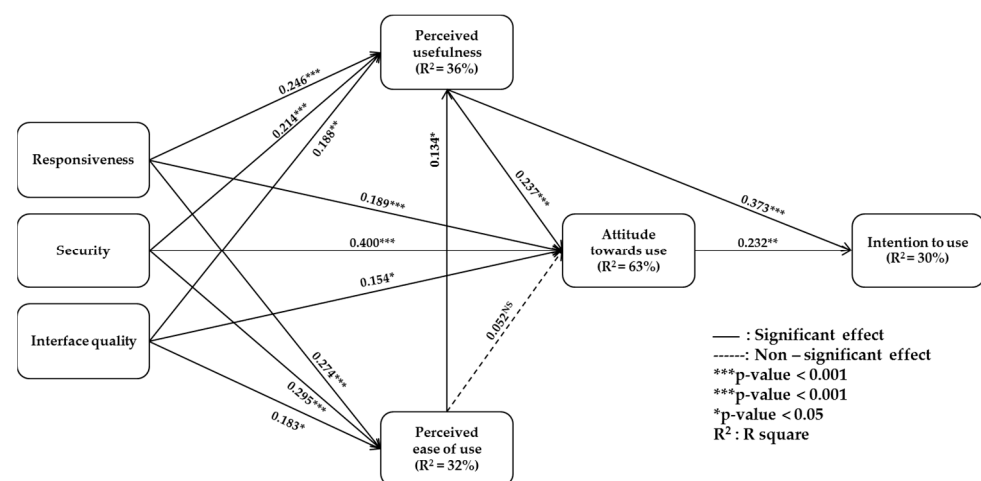 Perceived
usefulness
(R² = 36%)
0.246***
0.214***
0.188**
0.134*
Responsiveness
0.237***
0.189***
0.373***
Security
0.400***
Attitude
towards use
(R² = 63%)
0.232**
Intention to use
(R² = 30%)
0.154*
Interface quality
0.052NS
0.274***
0.295***
0.183*
Perceived
ease of use
(R² = 32%)
—— : Significant effect
------: Non – significant effect
***p-value < 0.001
***p-value < 0.001
*p-value < 0.05
R² : R square